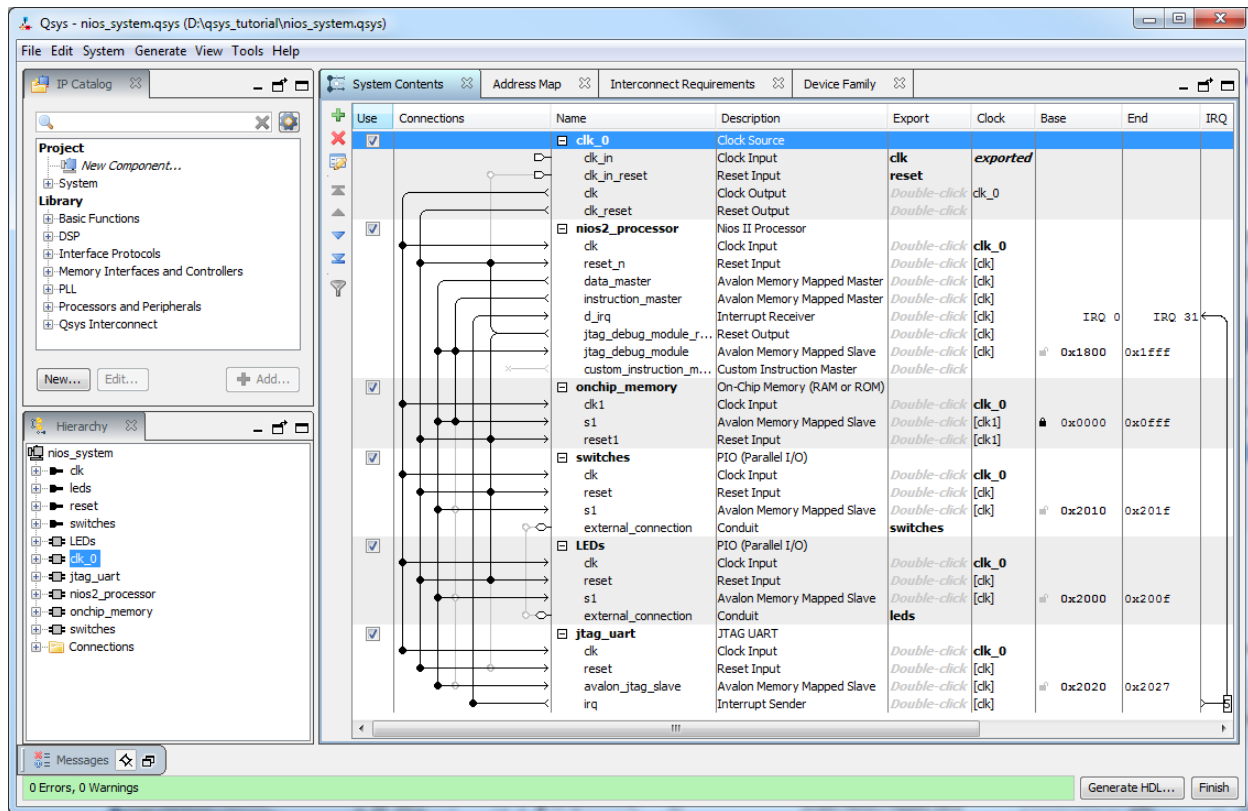 Qsys - nios_system.qsys (D:\qsys_tutorial\nios_system.qsys)
File Edit System Generate View Tools Help
IP Catalog
Project
New Component...
System
Library
Basic Functions
DSP
Interface Protocols
Memory Interfaces and Controllers
PLL
Processors and Peripherals
Qsys Interconnect
New... Edit... Add...
Hierarchy
nios_system
clk
leds
reset
switches
LEDs
clk_0
jtag_uart
nios2_processor
onchip_memory
switches
Connections
System Contents Address Map Interconnect Requirements Device Family
Use Connections Name Description Export Clock Base End IRQ
clk_0 Clock Source
clk_in Clock Input clk exported
clk_in_reset Reset Input reset
clk Clock Output Double-click clk_0
clk_reset Reset Output Double-click
nios2_processor Nios II Processor
clk Clock Input Double-click clk_0
reset_n Reset Input Double-click [clk]
data_master Avalon Memory Mapped Master Double-click [clk]
instruction_master Avalon Memory Mapped Master Double-click [clk]
d_irq Interrupt Receiver Double-click [clk] IRQ 0 IRQ 31
jtag_debug_module_r... Reset Output Double-click [clk]
jtag_debug_module Avalon Memory Mapped Slave Double-click [clk] 0x1800 0x1fff
custom_instruction_m... Custom Instruction Master Double-click
onchip_memory On-Chip Memory (RAM or ROM)
clk1 Clock Input Double-click clk_0
s1 Avalon Memory Mapped Slave Double-click [clk1] 0x0000 0x0fff
reset1 Reset Input Double-click [clk1]
switches PIO (Parallel I/O)
clk Clock Input Double-click clk_0
reset Reset Input Double-click [clk]
s1 Avalon Memory Mapped Slave Double-click [clk] 0x2010 0x201f
external_connection Conduit switches
LEDs PIO (Parallel I/O)
clk Clock Input Double-click clk_0
reset Reset Input Double-click [clk]
s1 Avalon Memory Mapped Slave Double-click [clk] 0x2000 0x200f
external_connection Conduit leds
jtag_uart JTAG UART
clk Clock Input Double-click clk_0
reset Reset Input Double-click [clk]
avalon_jtag_slave Avalon Memory Mapped Slave Double-click [clk] 0x2020 0x2027
irq Interrupt Sender Double-click [clk] 5
Messages
0 Errors, 0 Warnings
Generate HDL... Finish